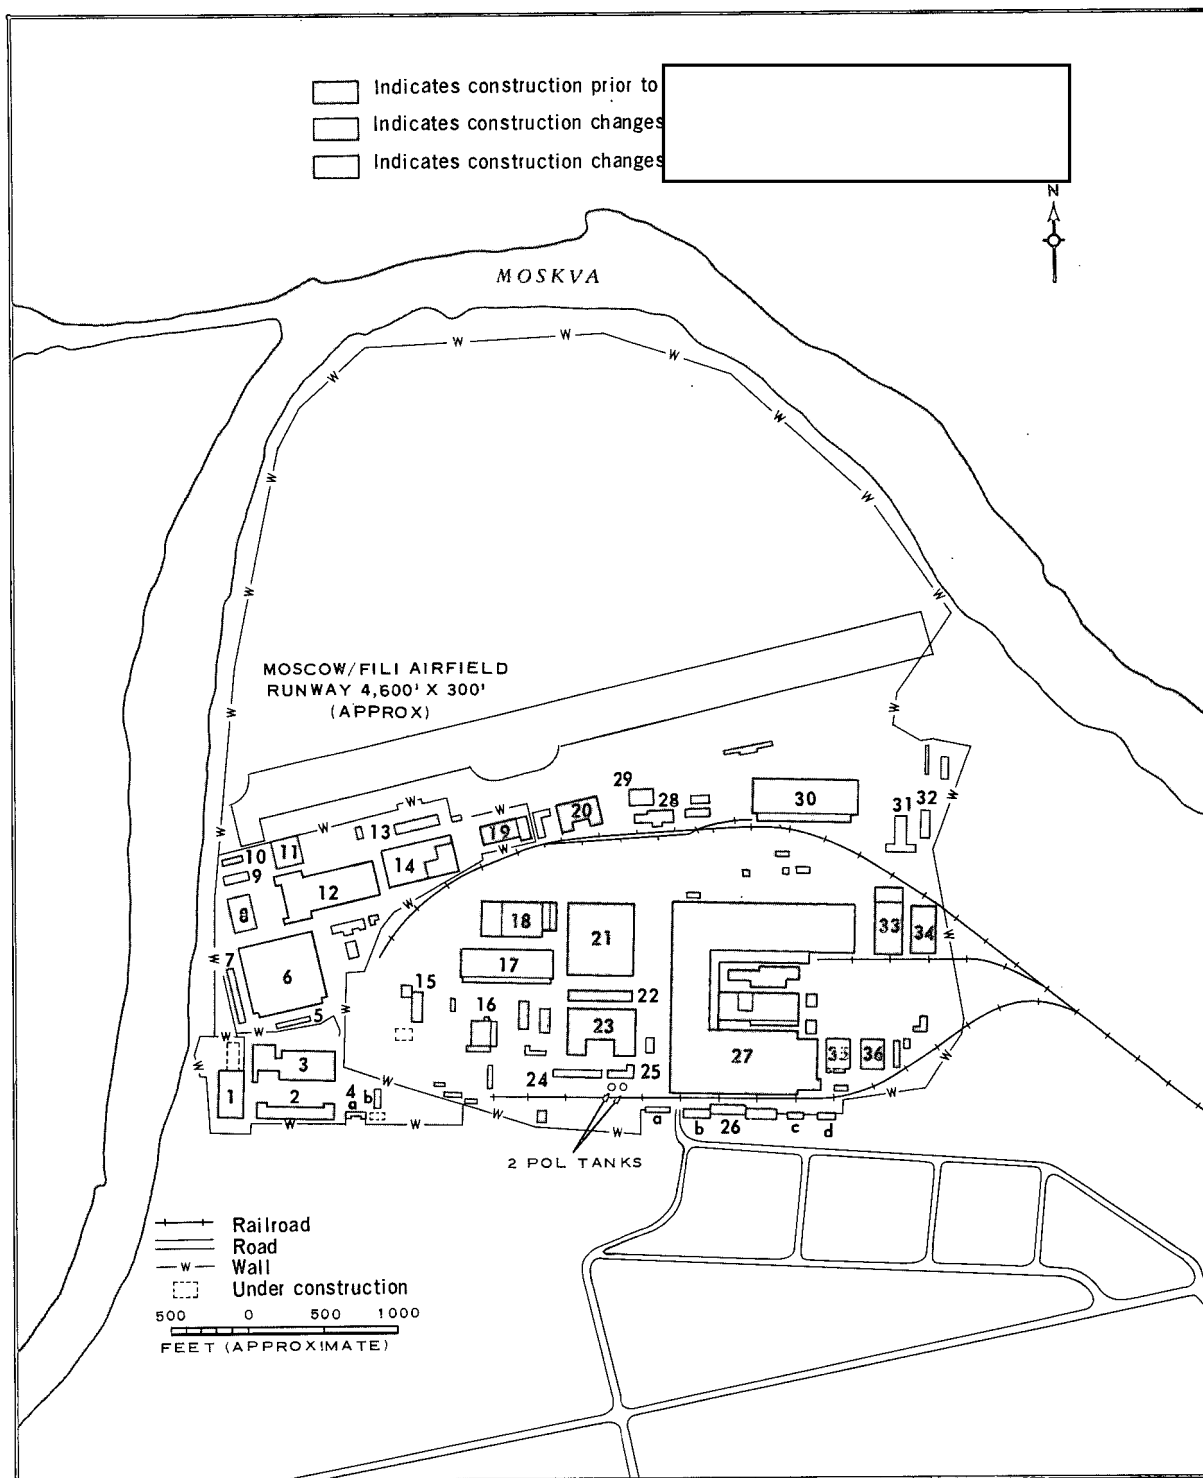 Indicates construction prior to
Indicates construction changes
Indicates construction changes
N
MOSKVA
W W
W W
W
W
W
W
W
MOSCOW/FILI AIRFIELD
RUNWAY 4,600' X 300'
(APPROX)
W
W
29
28
30
31 32
W
W
20
W
19
W
13
W
W
10
11
14
W
9
12
W
8
18
21
33
34
W
W
7
6
17
15
22
W
16
5
23
W W
27
35
36
W
3
W
W
24
25
1
2
4
a b
W
W
W
W
a
b
26
c
d
2 POL TANKS
Railroad
Road
W
Wall
Under construction
500 0 500 1000
FEET (APPROXIMATE)